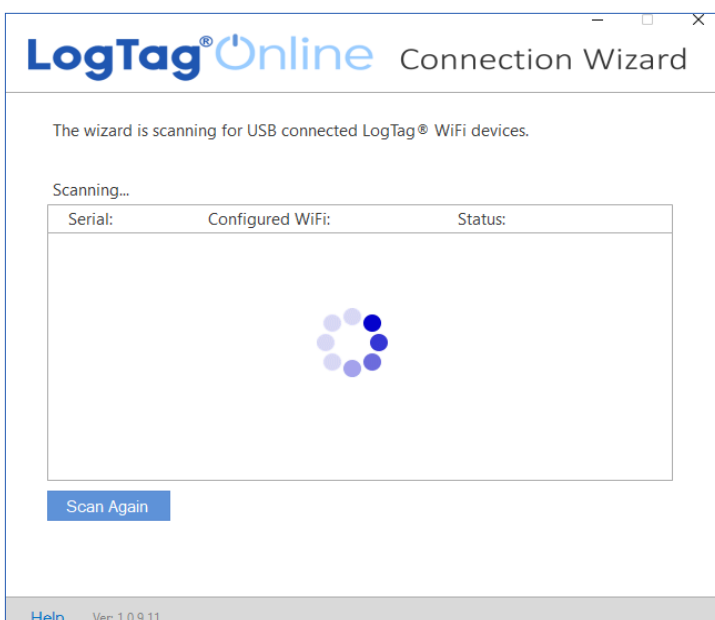 LogTag® Online Connection Wizard
The wizard is scanning for USB connected LogTag® WiFi devices.
Scanning...
Serial: Configured WiFi: Status:
Scan Again
Help Ver: 1.0.9.11